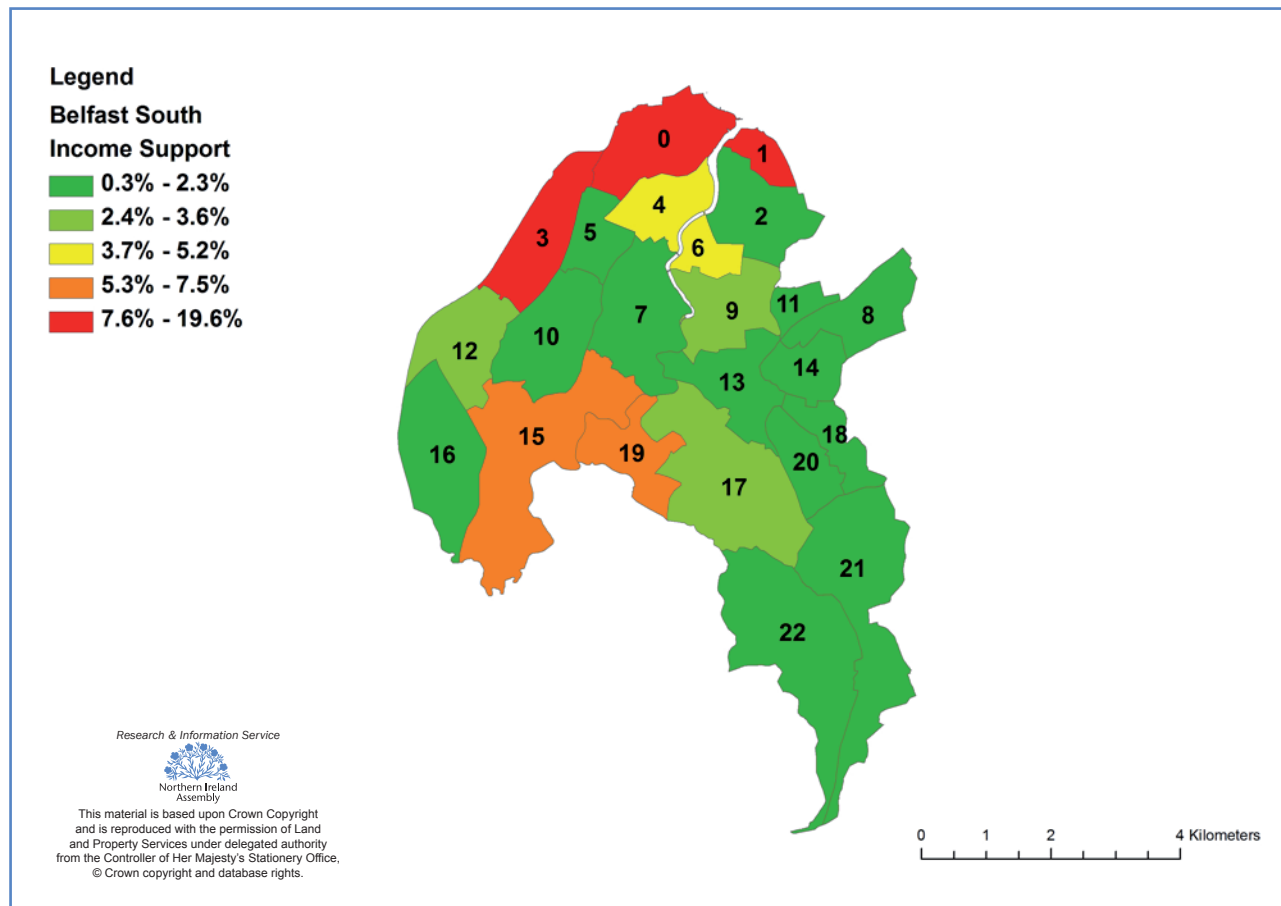 Legend
Belfast South
Income Support
0.3% - 2.3%
2.4% - 3.6%
3.7% - 5.2%
5.3% - 7.5%
7.6% - 19.6%
0
1
2
3
4
5
6
7
8
9
10
11
12
13
14
15
16
17
18
19
20
21
22
Research & Information Service
Northern Ireland
Assembly
This material is based upon Crown Copyright
and is reproduced with the permission of Land
and Property Services under delegated authority
from the Controller of Her Majesty's Stationery Office,
© Crown copyright and database rights.
0 1 2 4 Kilometers